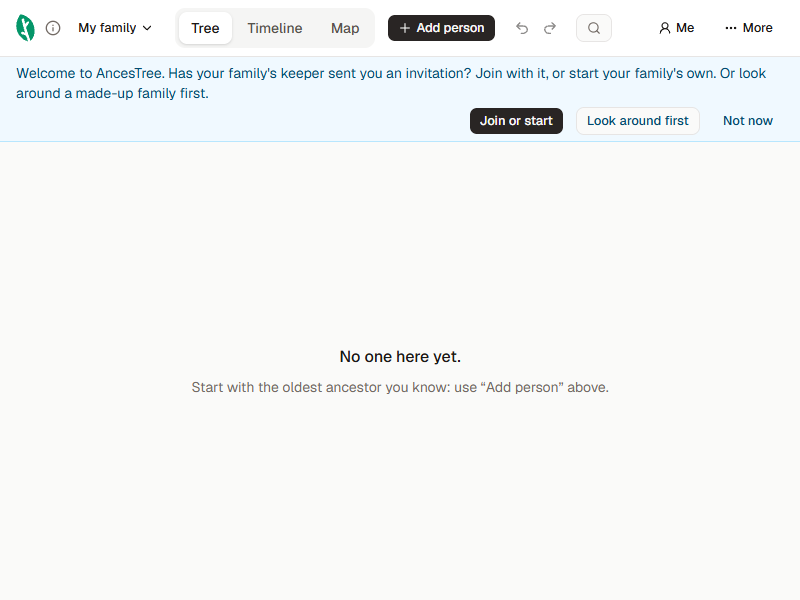 My family
Tree
Timeline
Map
+ Add person
Me
More
Welcome to AncesTree. Has your family's keeper sent you an invitation? Join with it, or start your family's own. Or look
around a made-up family first.
Join or start
Look around first
Not now
No one here yet.
Start with the oldest ancestor you know: use “Add person” above.